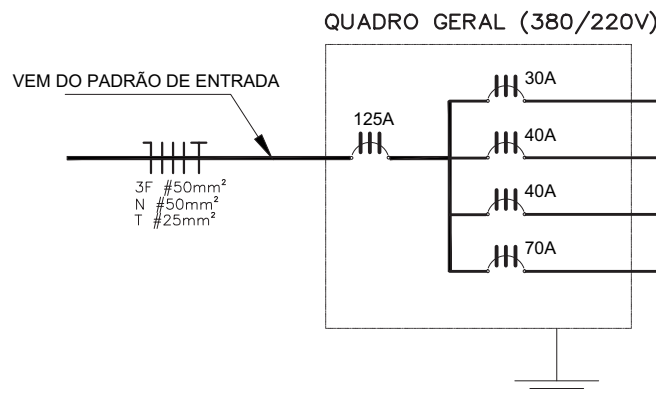 QUADRO GERAL (380/220V)
VEM DO PADRÃO DE ENTRADA
30A
125A
40A
3F #50mm²
N #50mm²
T #25mm²
40A
70A